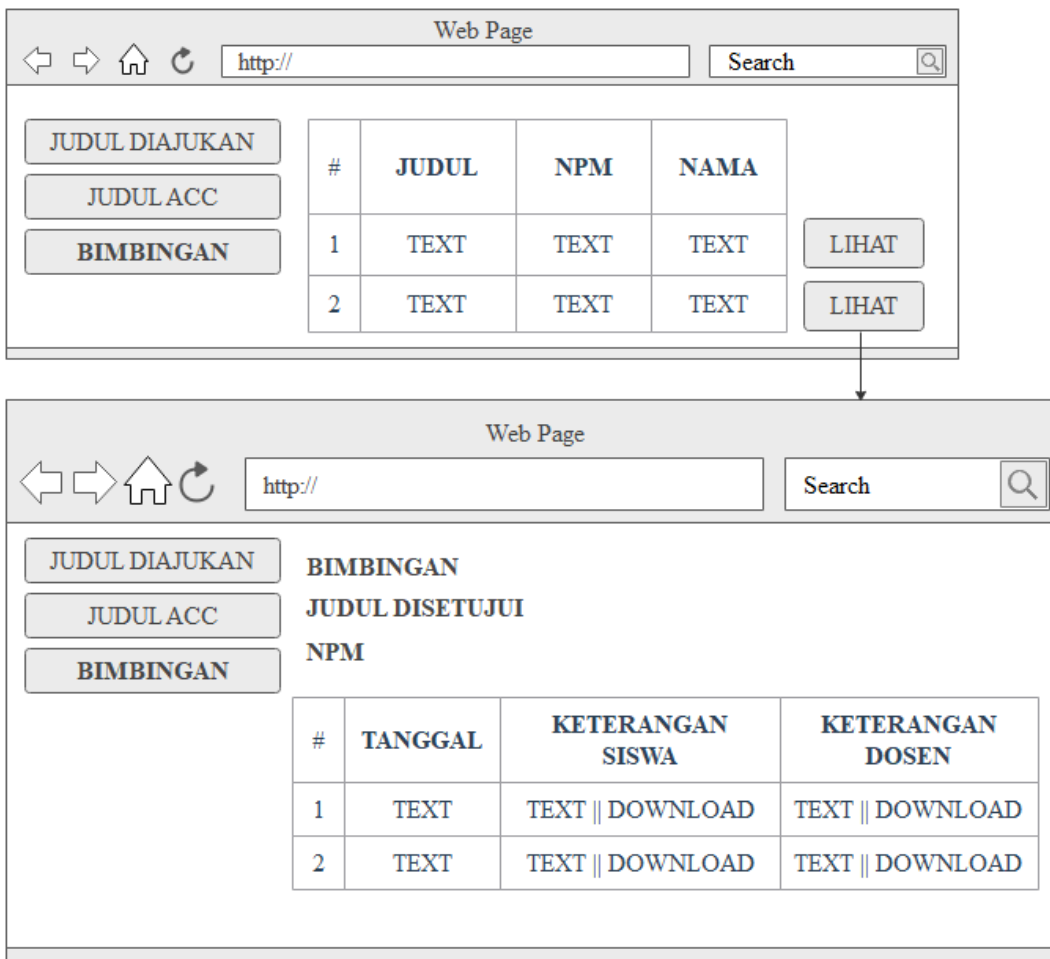 Web Page
http://
Search
JUDUL DIAJUKAN
JUDUL ACC
BIMBINGAN
# JUDUL NPM NAMA
1 TEXT TEXT TEXT LIHAT
2 TEXT TEXT TEXT LIHAT
Web Page
http://
Search
JUDUL DIAJUKAN
JUDUL ACC
BIMBINGAN
BIMBINGAN
JUDUL DISETUJUI
NPM
# TANGGAL KETERANGAN SISWA KETERANGAN DOSEN
1 TEXT TEXT || DOWNLOAD TEXT || DOWNLOAD
2 TEXT TEXT || DOWNLOAD TEXT || DOWNLOAD